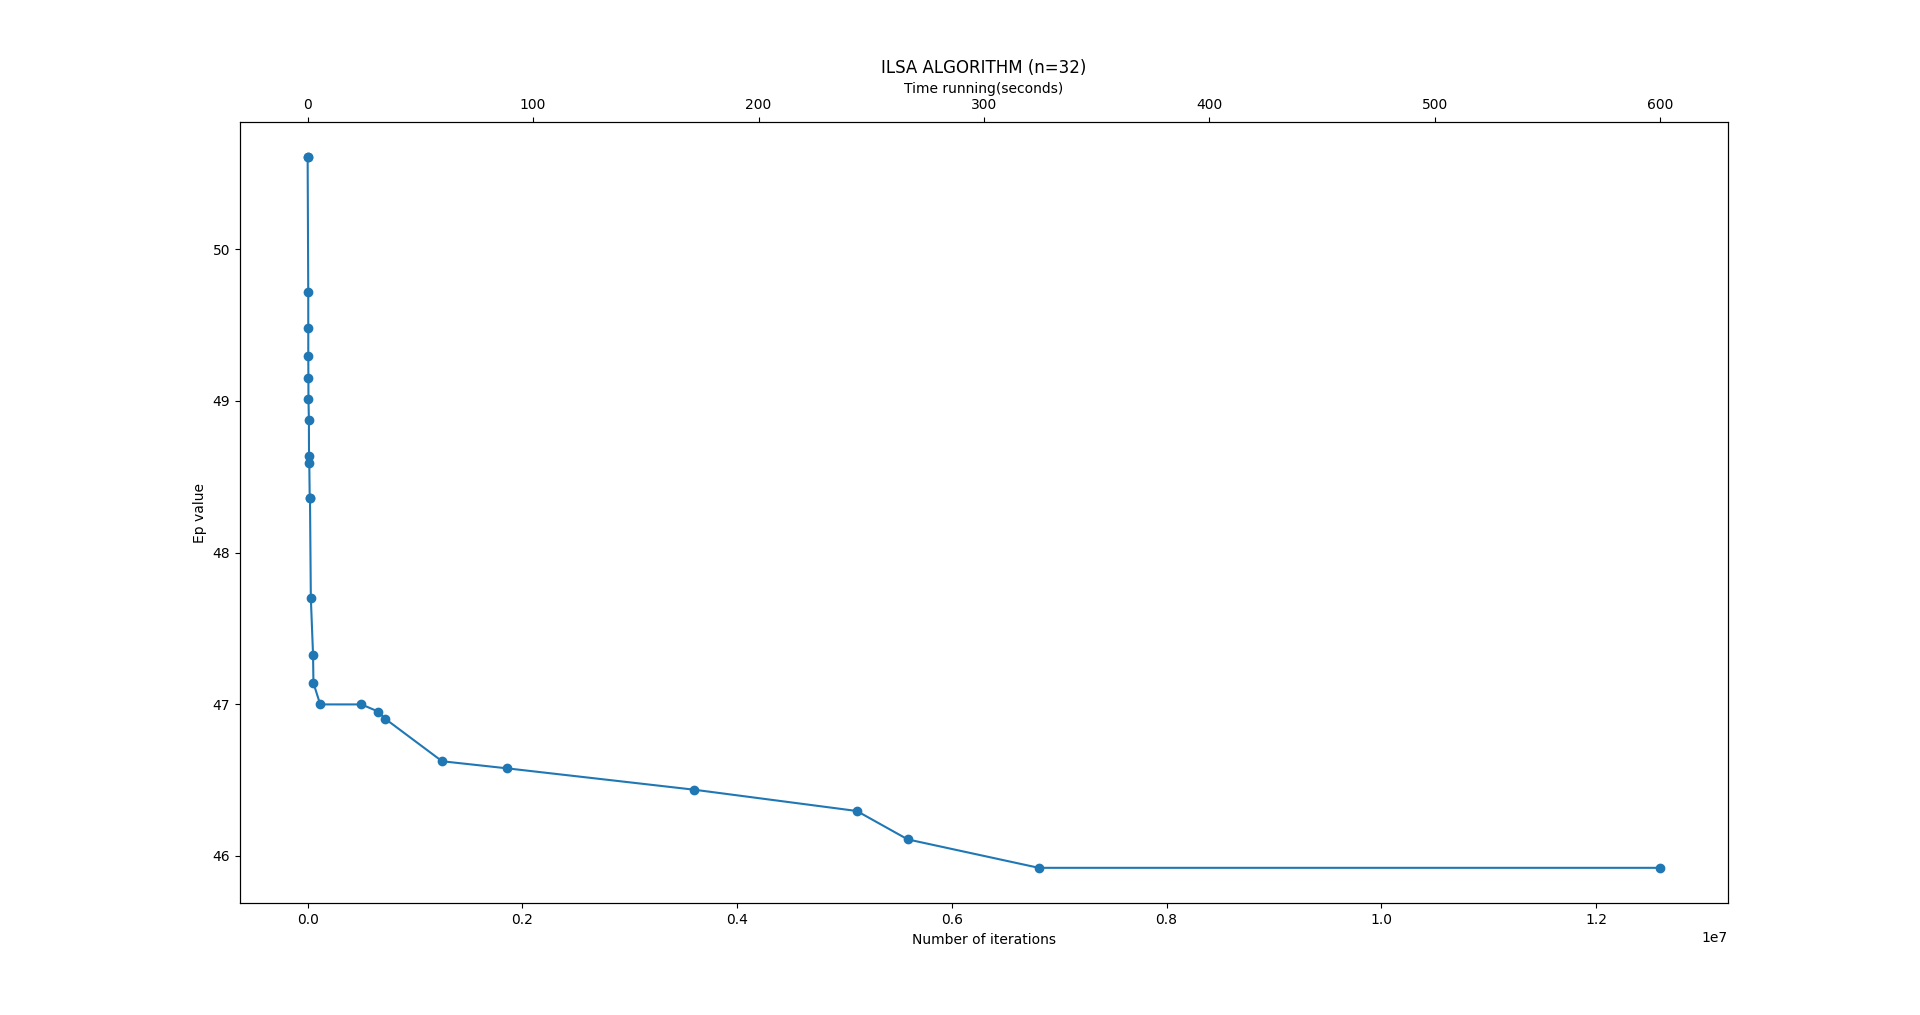 ILSA ALGORITHM (n=32)
Time running(seconds)
0 100 200 300 400 500 600
50
49
48
47
46
Ep value
0.0 0.2 0.4 0.6 0.8 1.0 1.2
1e7
Number of iterations